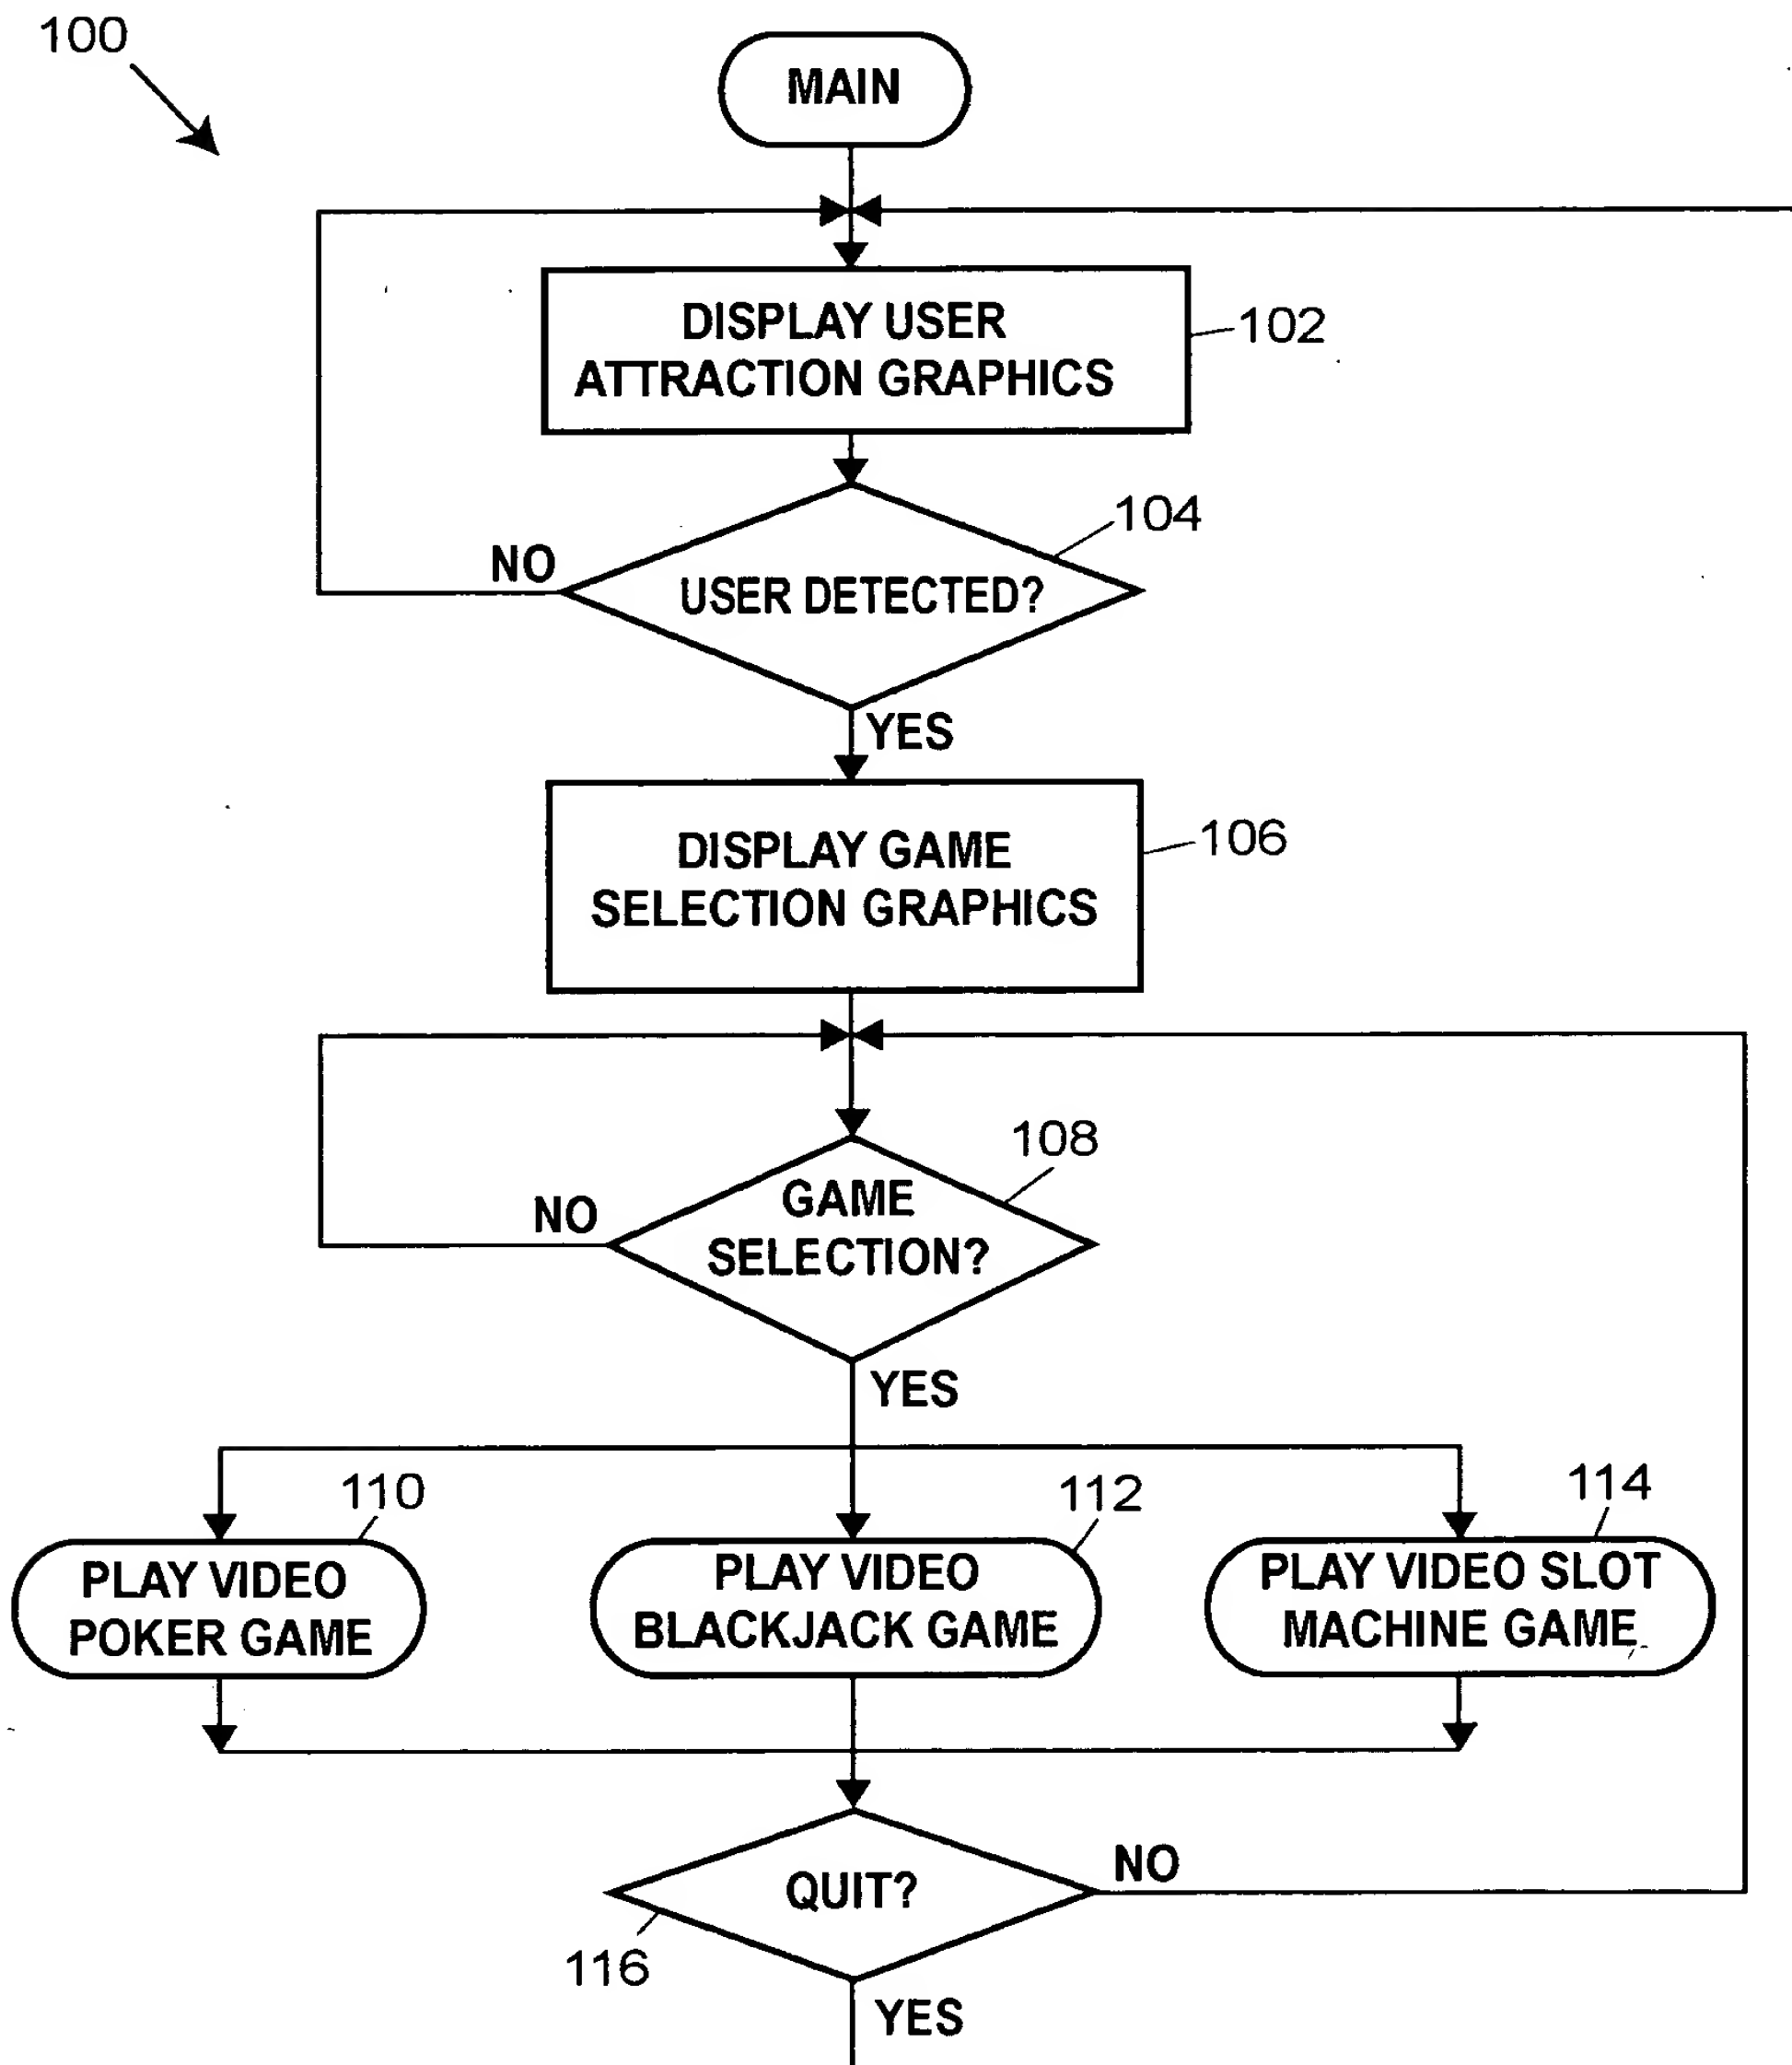 100
MAIN
DISPLAY USER
ATTRACTION GRAPHICS
102
104
NO
USER DETECTED?
YES
DISPLAY GAME
SELECTION GRAPHICS
106
108
NO
GAME
SELECTION?
YES
110
112
114
PLAY VIDEO
POKER GAME
PLAY VIDEO
BLACKJACK GAME
PLAY VIDEO SLOT
MACHINE GAME
QUIT?
NO
116
YES